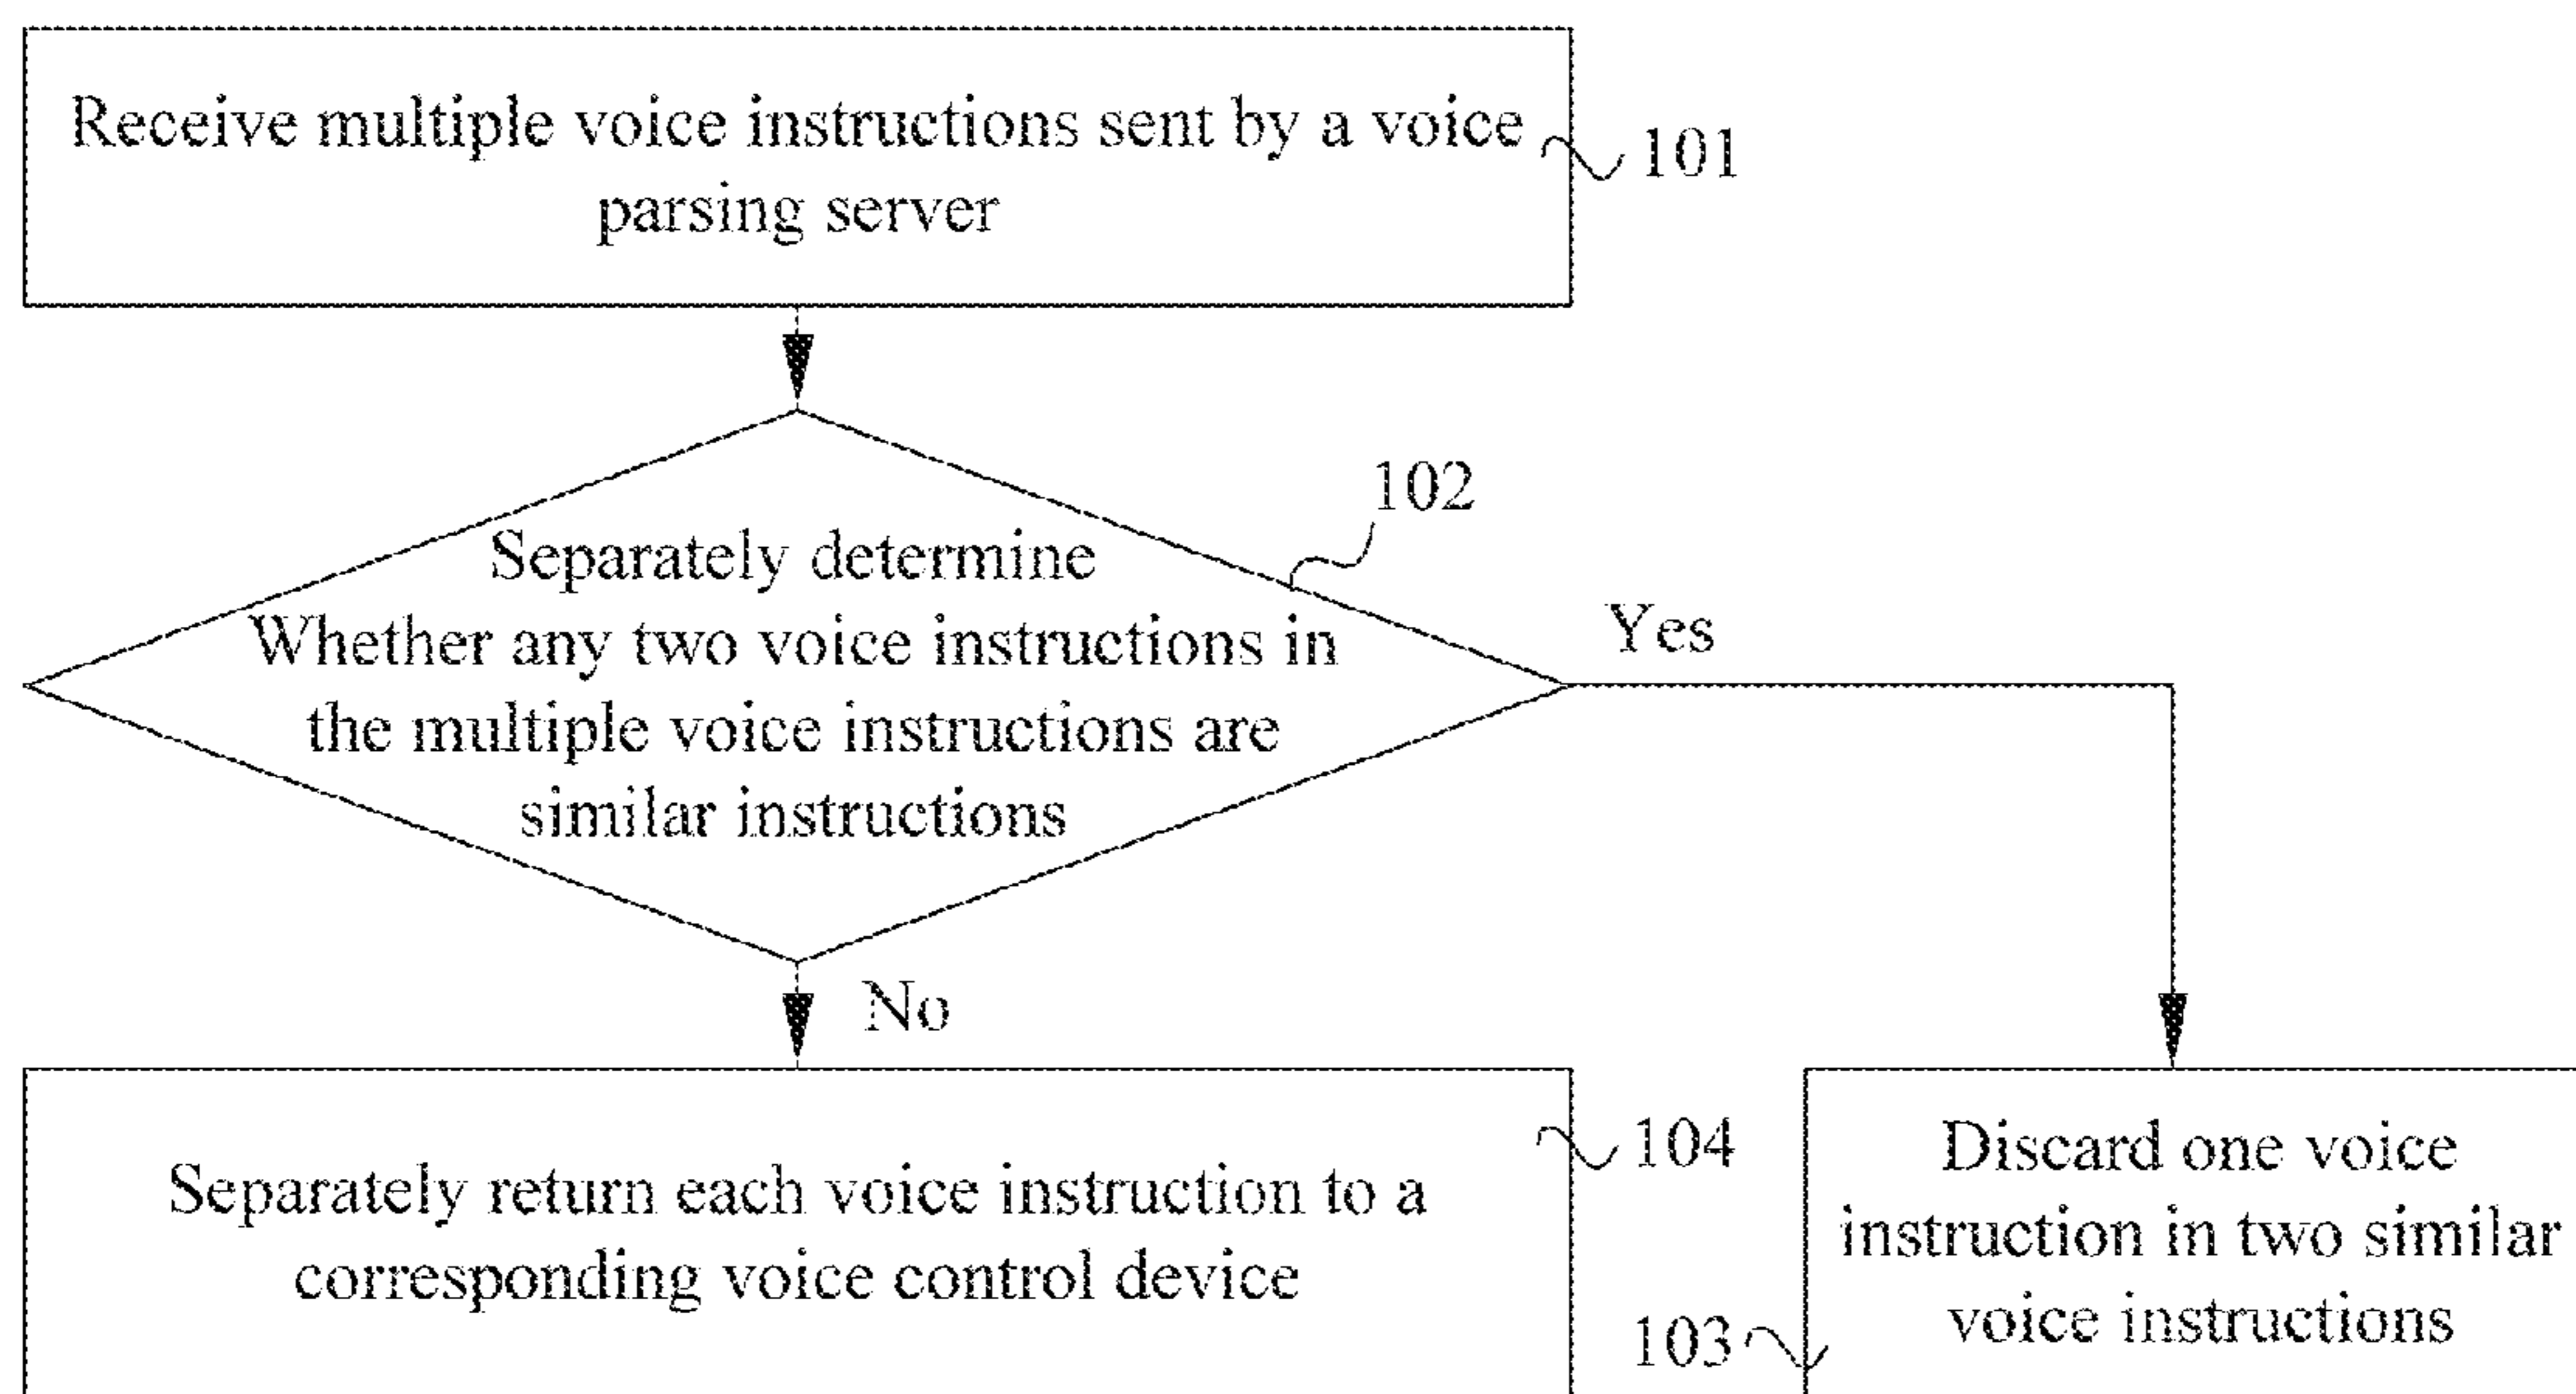 Receive multiple voice instructions sent by a voice
parsing server
101
102
Separately determine
Whether any two voice instructions in
the multiple voice instructions are
similar instructions
Yes
No
Separately return each voice instruction to a
corresponding voice control device
104
Discard one voice
instruction in two similar
voice instructions
103